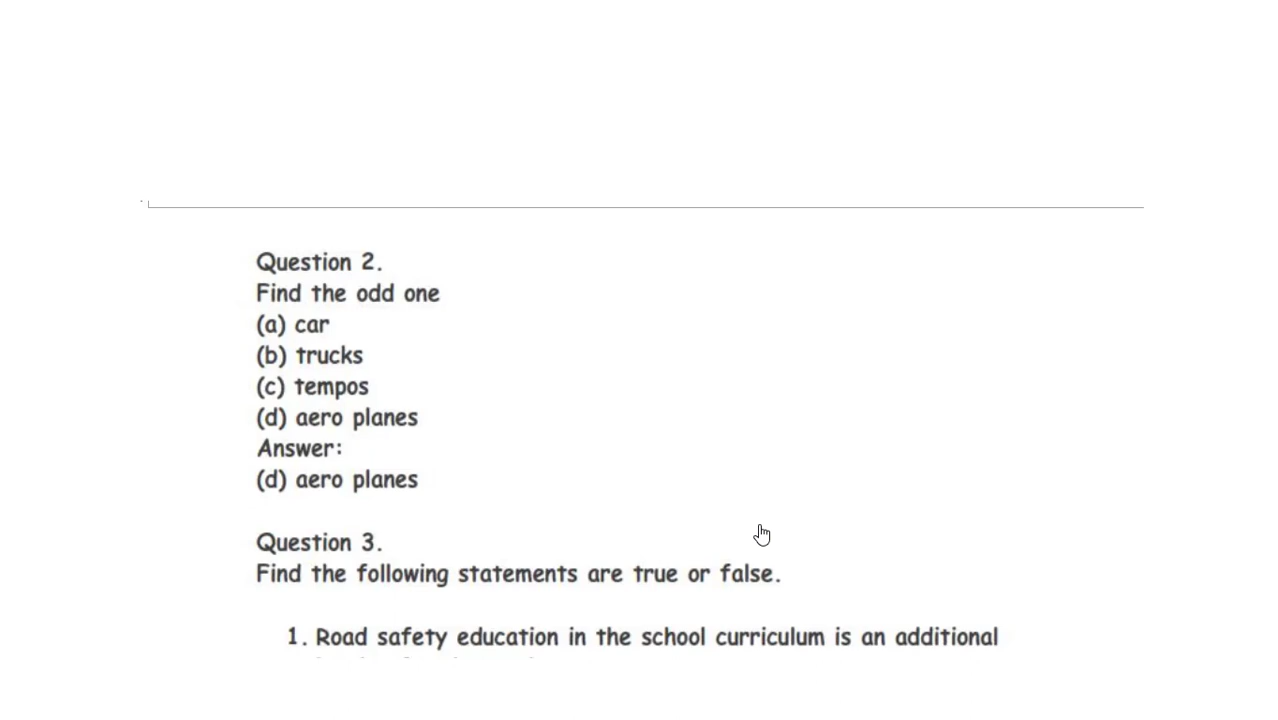 Question 2.
Find the odd one
(a) car
(b) trucks
(c) tempos
(d) aero planes
Answer:
(d) aero planes
Question 3.
Find the following statements are true or false.
1. Road safety education in the school curriculum is an additional